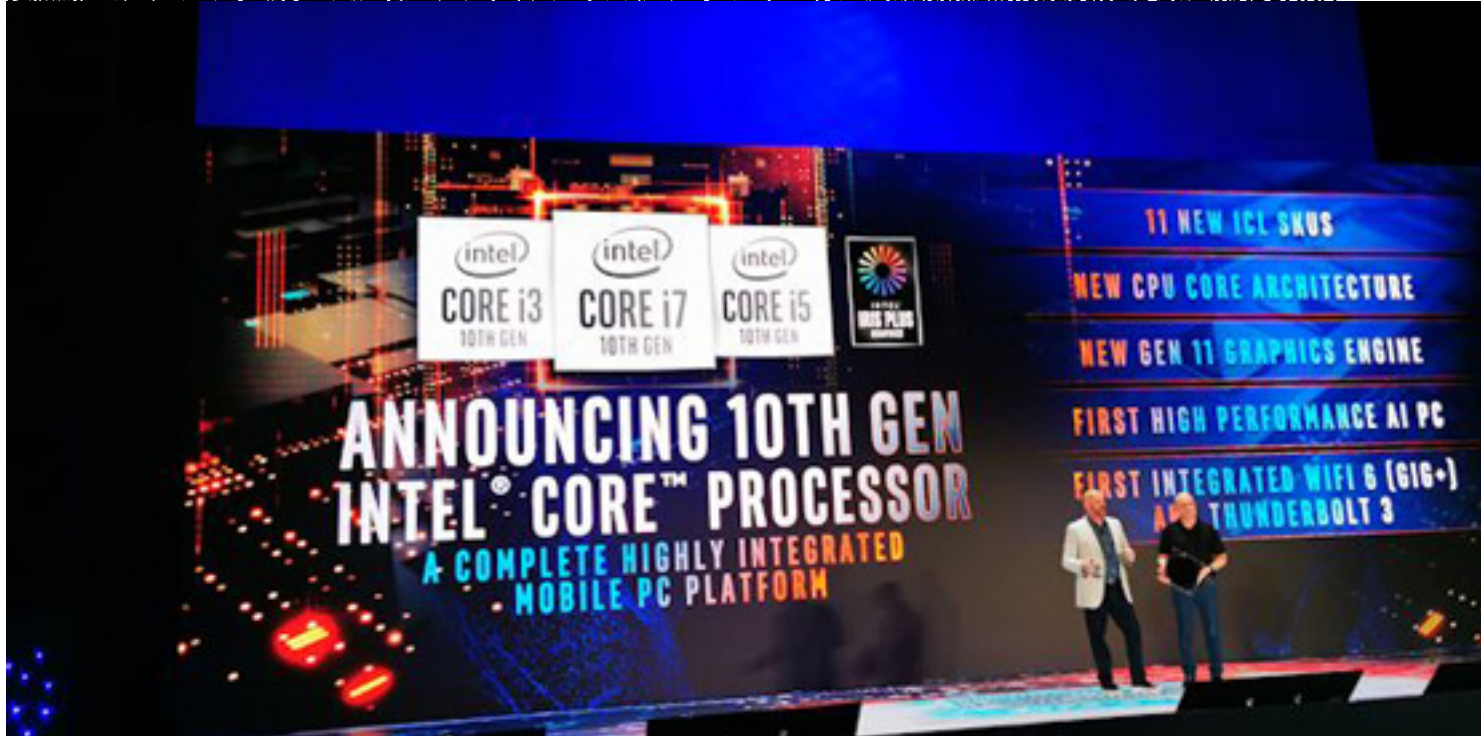 intel
CORE i3
10TH GEN
intel
CORE i7
10TH GEN
intel
CORE i5
10TH GEN
INTEL
IRIS PLUS
GRAPHICS
ANNOUNCING 10TH GEN
INTEL® CORE™ PROCESSOR
A COMPLETE HIGHLY INTEGRATED
MOBILE PC PLATFORM
11 NEW ICL SKUS
NEW CPU CORE ARCHITECTURE
NEW GEN 11 GRAPHICS ENGINE
FIRST HIGH PERFORMANCE AI PC
FIRST INTEGRATED WIFI 6 (GIG+)
THUNDERBOLT 3